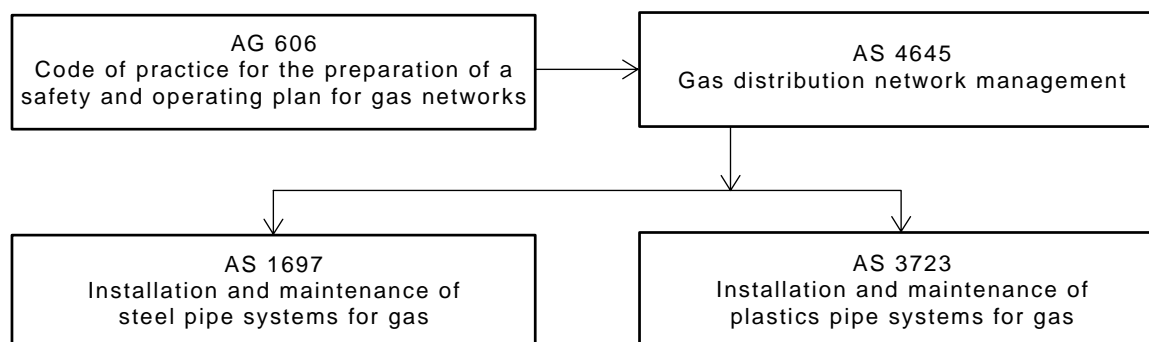 AG 606
Code of practice for the preparation of a
safety and operating plan for gas networks
AS 4645
Gas distribution network management
AS 1697
Installation and maintenance of
steel pipe systems for gas
AS 3723
Installation and maintenance of
plastics pipe systems for gas